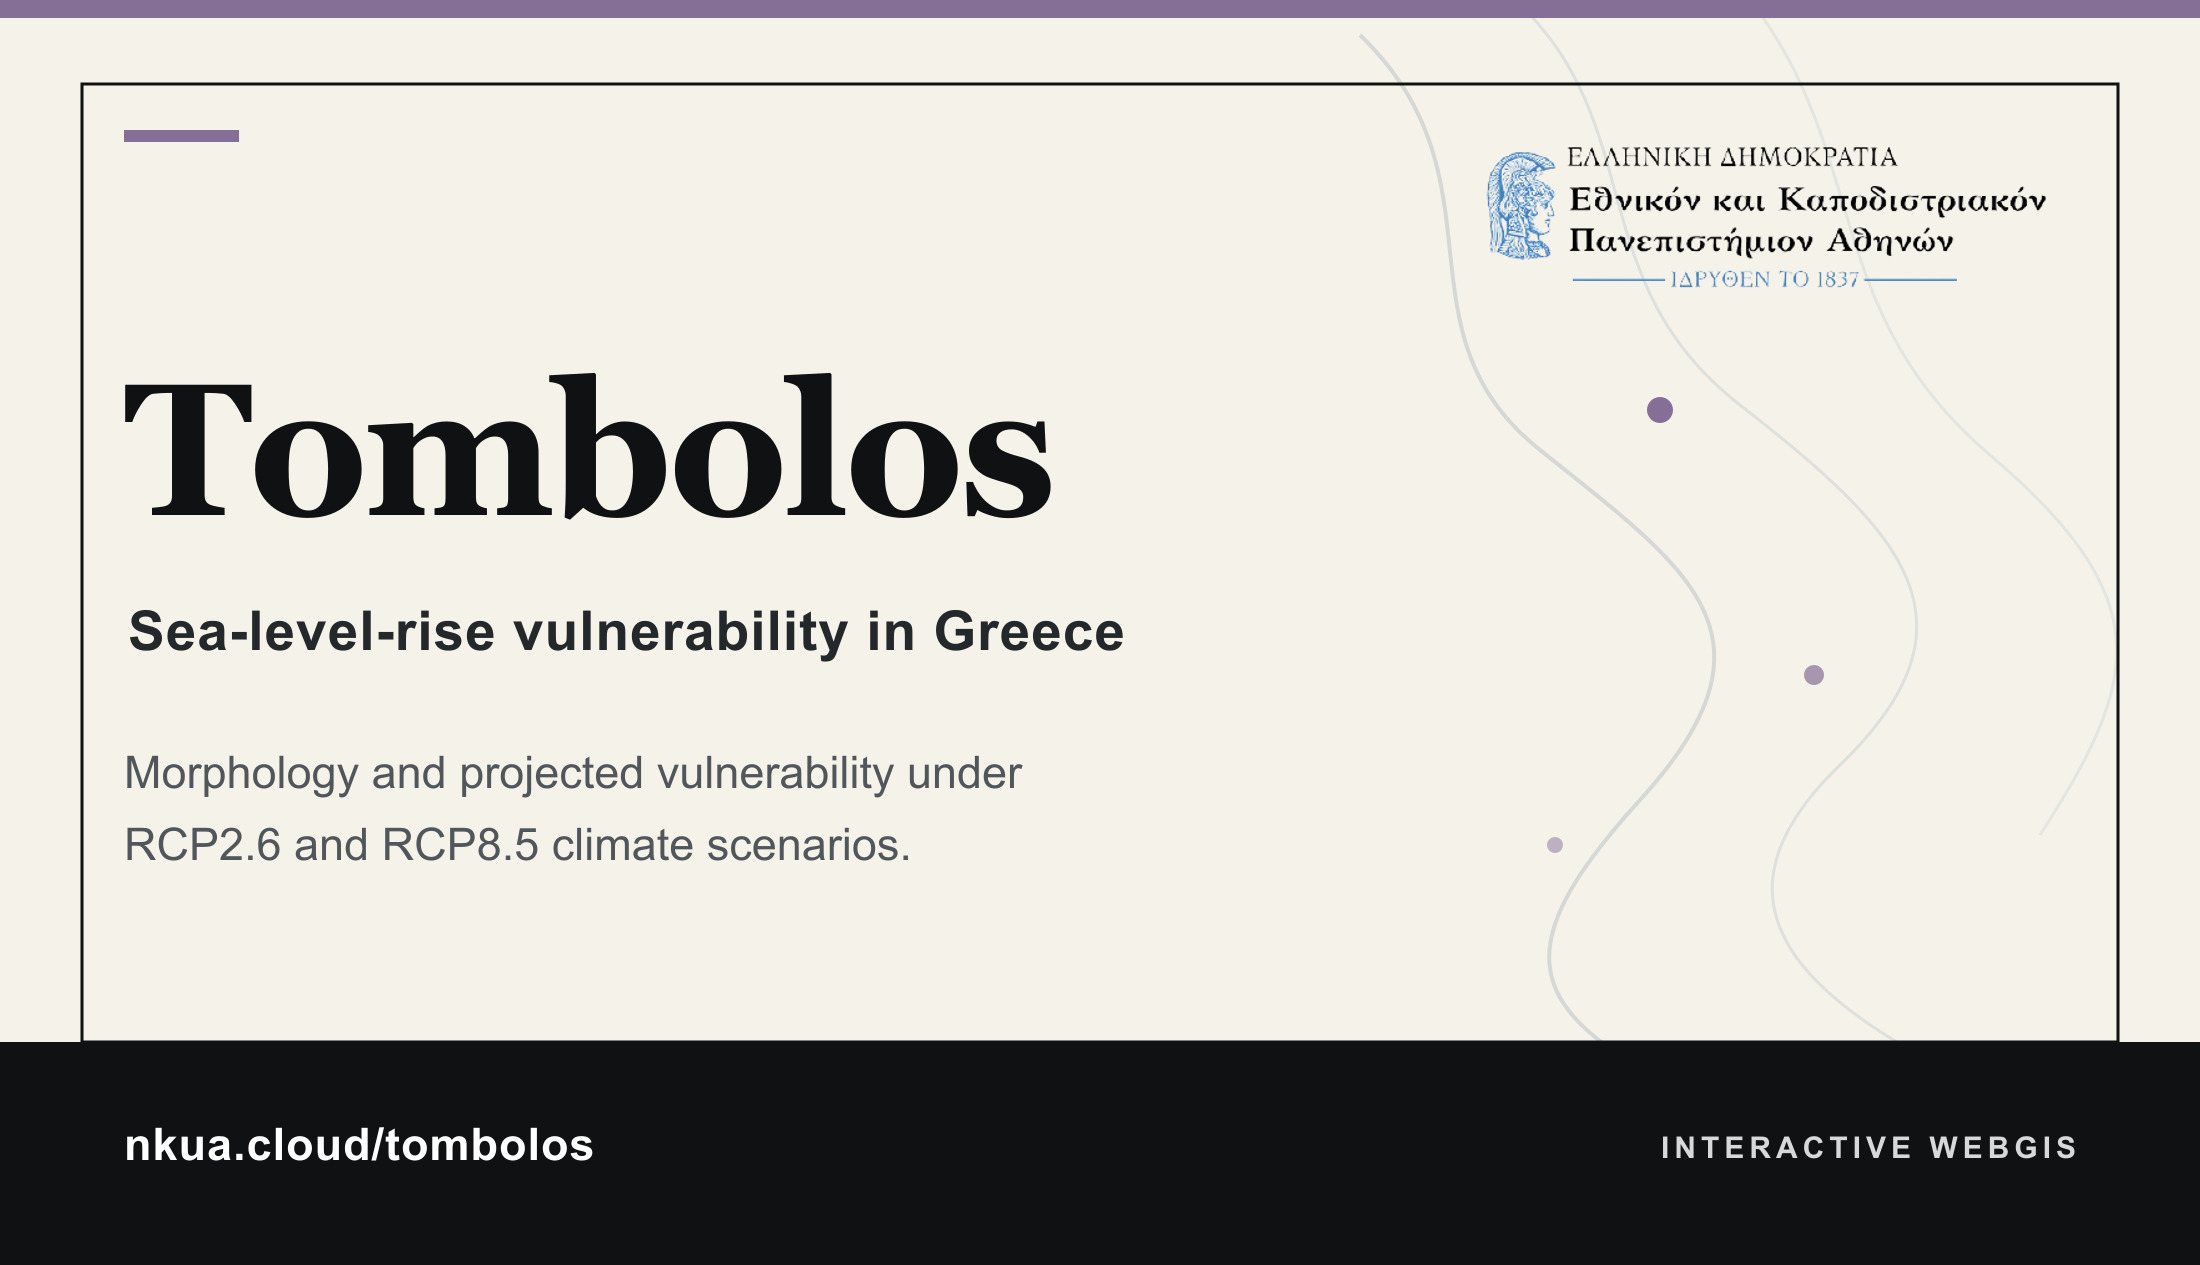 ΕΛΛΗΝΙΚΗ ΔΗΜΟΚΡΑΤΙΑ
Εθνικόν και Καποδιστριακόν
Πανεπιστήμιον Αθηνών
ΙΔΡΥΘΕΝ ΤΟ 1837
Tombolos
Sea-level-rise vulnerability in Greece
Morphology and projected vulnerability under
RCP2.6 and RCP8.5 climate scenarios.
nkua.cloud/tombolos
INTERACTIVE WEBGIS